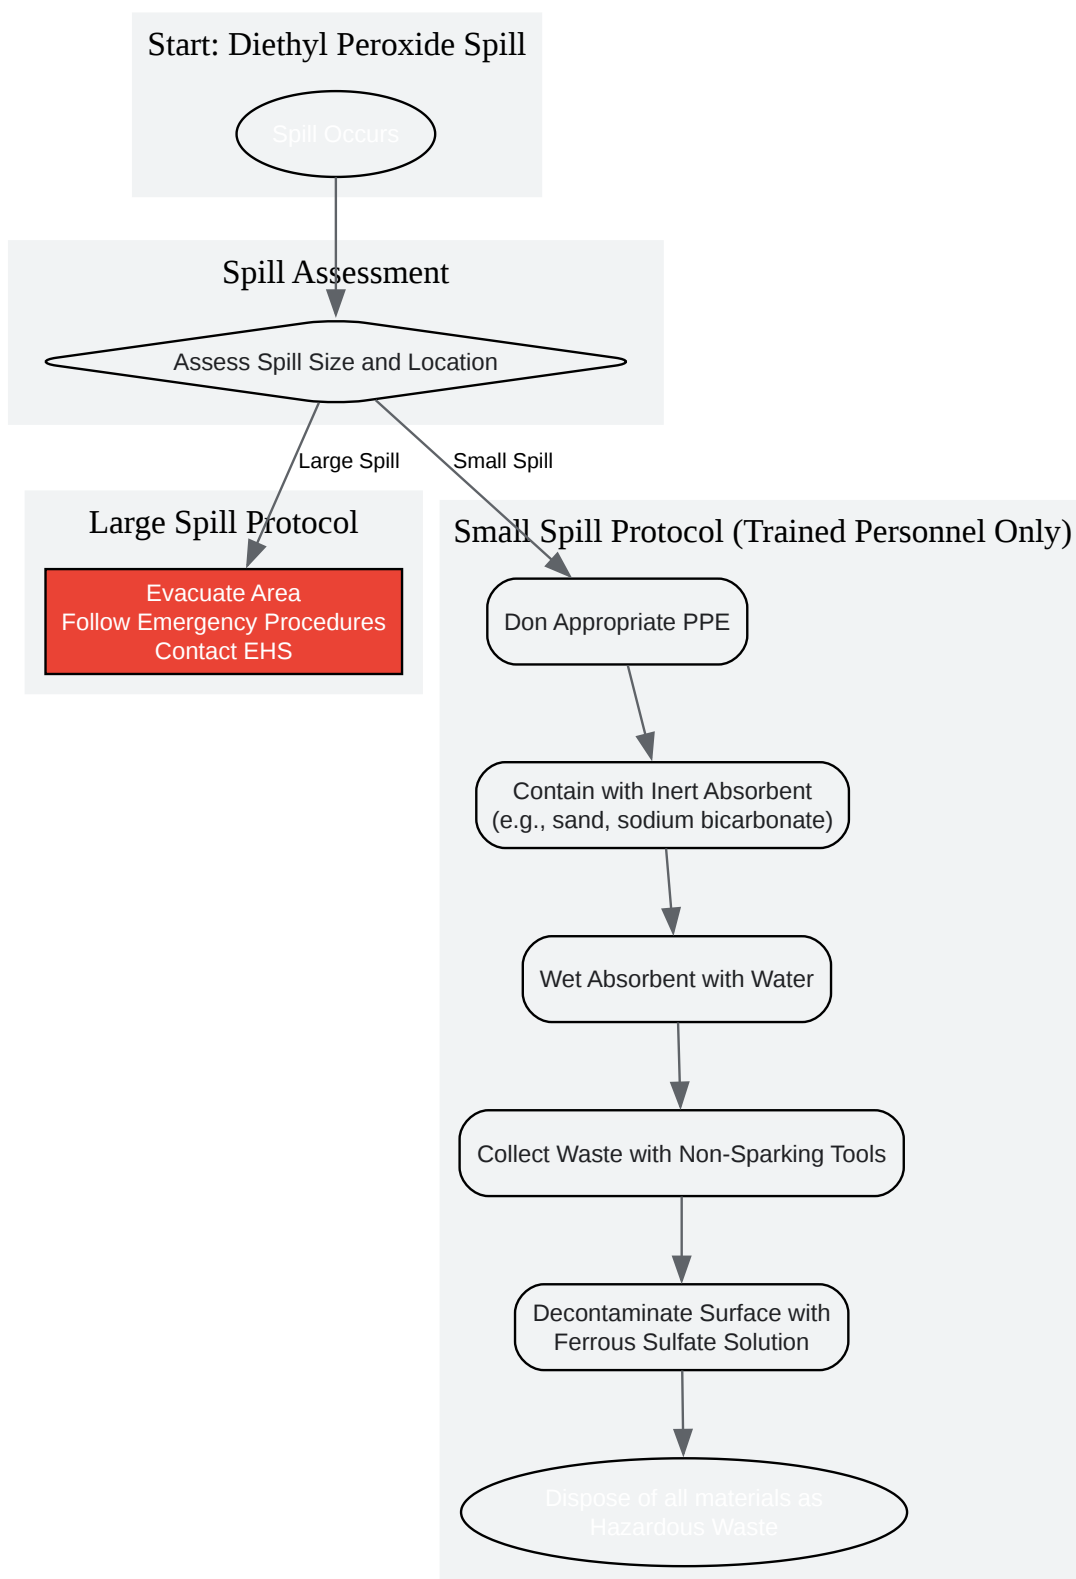 Start: Diethyl Peroxide Spill
Spill Occurs
Spill Assessment
Assess Spill Size and Location
Large Spill
Small Spill
Large Spill Protocol
Evacuate Area
Follow Emergency Procedures
Contact EHS
Small Spill Protocol (Trained Personnel Only)
Don Appropriate PPE
Contain with Inert Absorbent
(e.g., sand, sodium bicarbonate)
Wet Absorbent with Water
Collect Waste with Non-Sparking Tools
Decontaminate Surface with
Ferrous Sulfate Solution
Dispose of all materials as
Hazardous Waste